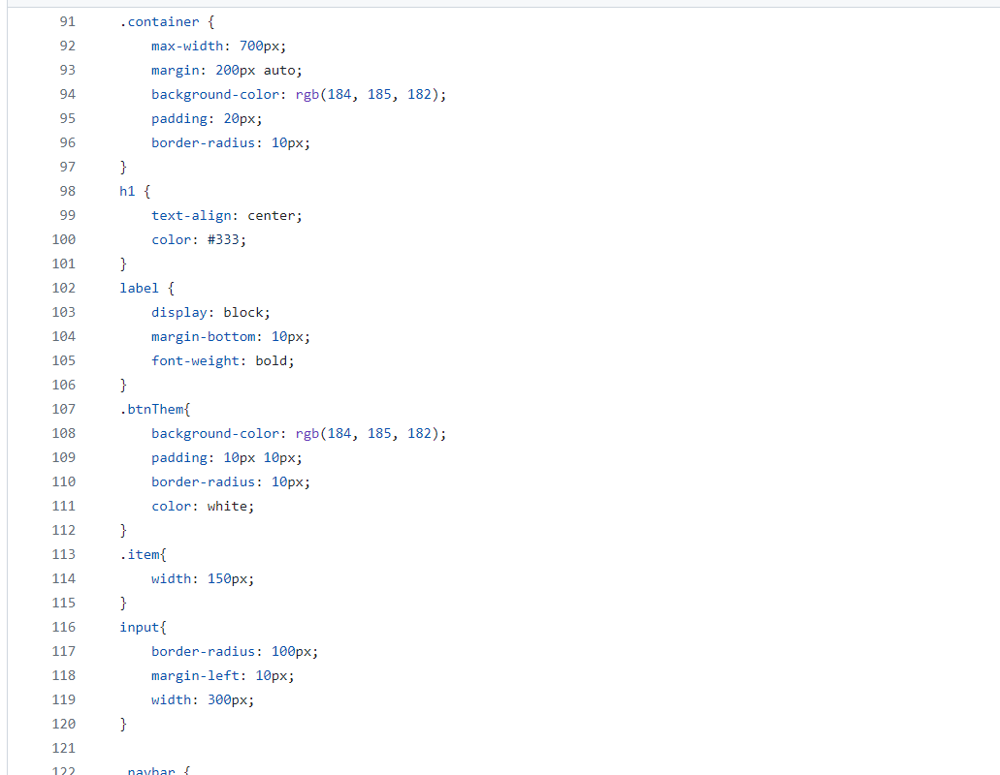 91 .container {
92 max-width: 700px;
93 margin: 200px auto;
94 background-color: rgb(184, 185, 182);
95 padding: 20px;
96 border-radius: 10px;
97 }
98 h1 {
99 text-align: center;
100 color: #333;
101 }
102 label {
103 display: block;
104 margin-bottom: 10px;
105 font-weight: bold;
106 }
107 .btnThem{
108 background-color: rgb(184, 185, 182);
109 padding: 10px 10px;
110 border-radius: 10px;
111 color: white;
112 }
113 .item{
114 width: 150px;
115 }
116 input{
117 border-radius: 100px;
118 margin-left: 10px;
119 width: 300px;
120 }
121
122 .navbar {